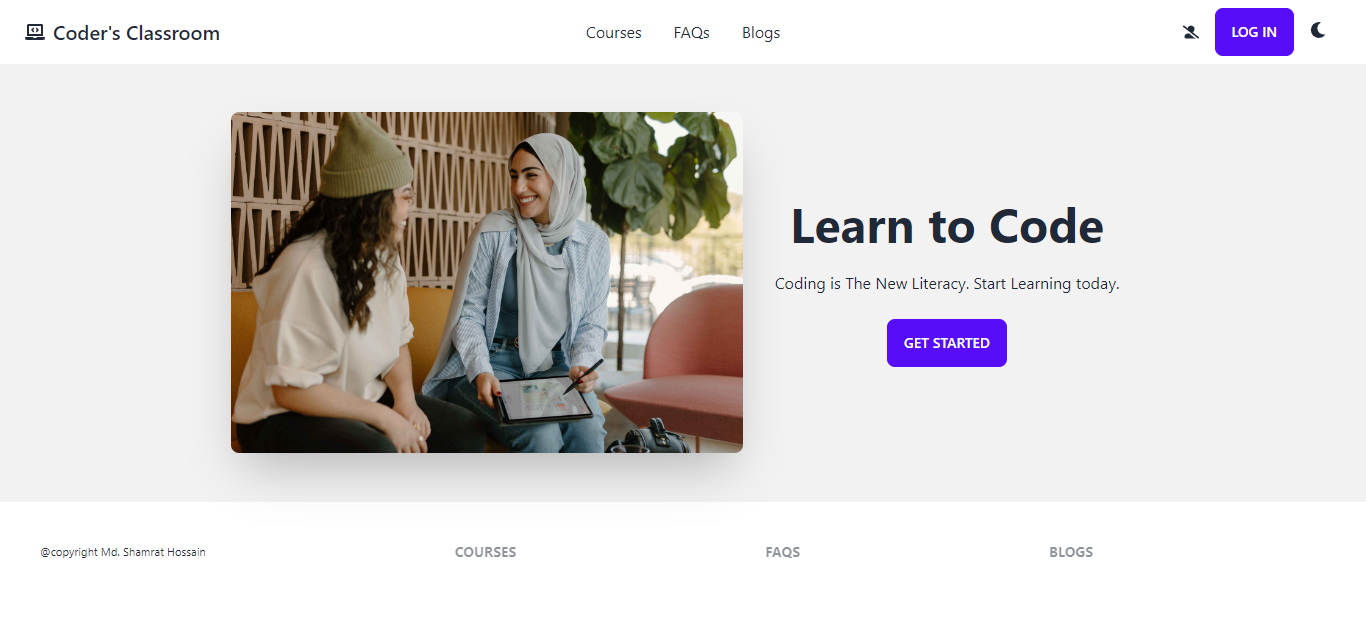 Coder's Classroom
Courses
FAQs
Blogs
LOG IN
Learn to Code
Coding is The New Literacy. Start Learning today.
GET STARTED
@copyright Md. Shamrat Hossain
COURSES
FAQS
BLOGS